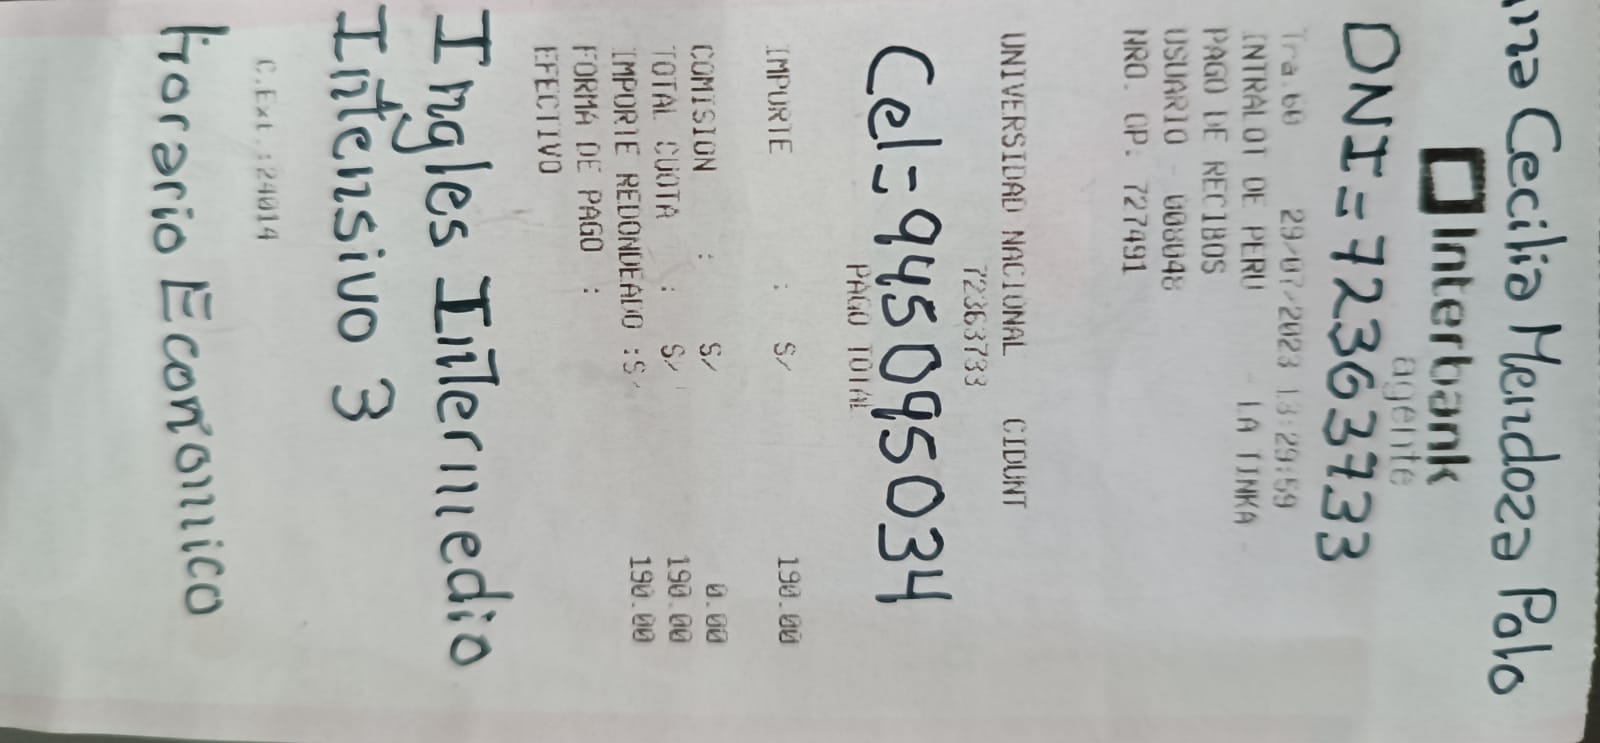 Cecilia Mendoza Polo
Interbank
agente
DNI = 72363733
Tra.60 29/07/2023 13:29:59
INTRALOT DE PERU - LA TINKA -
PAGO DE RECIBOS
USUARIO - 008048
NRO. OP: 727491
UNIVERSIDAD NACIONAL CIDUNT
72363733
Cel = 945095034
PAGO TOTAL
IMPORTE : S/ 190.00
COMISION : S/ 0.00
TOTAL CUOTA : S/ 190.00
IMPORTE REDONDEADO :S/ 190.00
FORMA DE PAGO :
EFECTIVO
Ingles Intermedio
Intensivo 3
C.Ext.:24014
Horario Economico